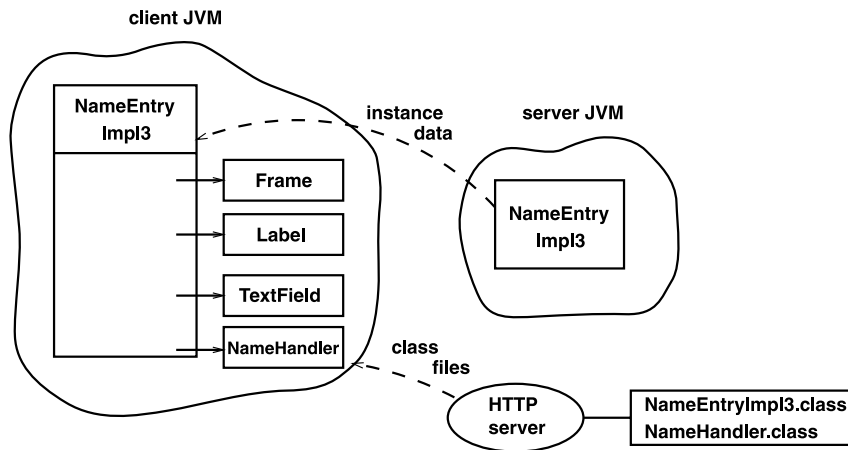 client JVM
NameEntry
Impl3
instance
data
server JVM
Frame
Label
TextField
NameHandler
NameEntry
Impl3
class
files
HTTP
server
NameEntryImpl3.class
NameHandler.class